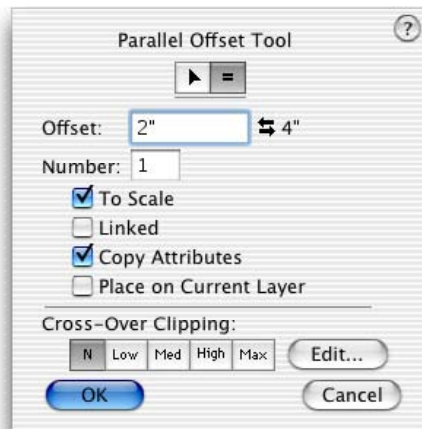 ?
Parallel Offset Tool
=
Offset: 2" 4"
Number: 1
To Scale
Linked
Copy Attributes
Place on Current Layer
Cross-Over Clipping:
N Low Med High Max Edit...
OK Cancel